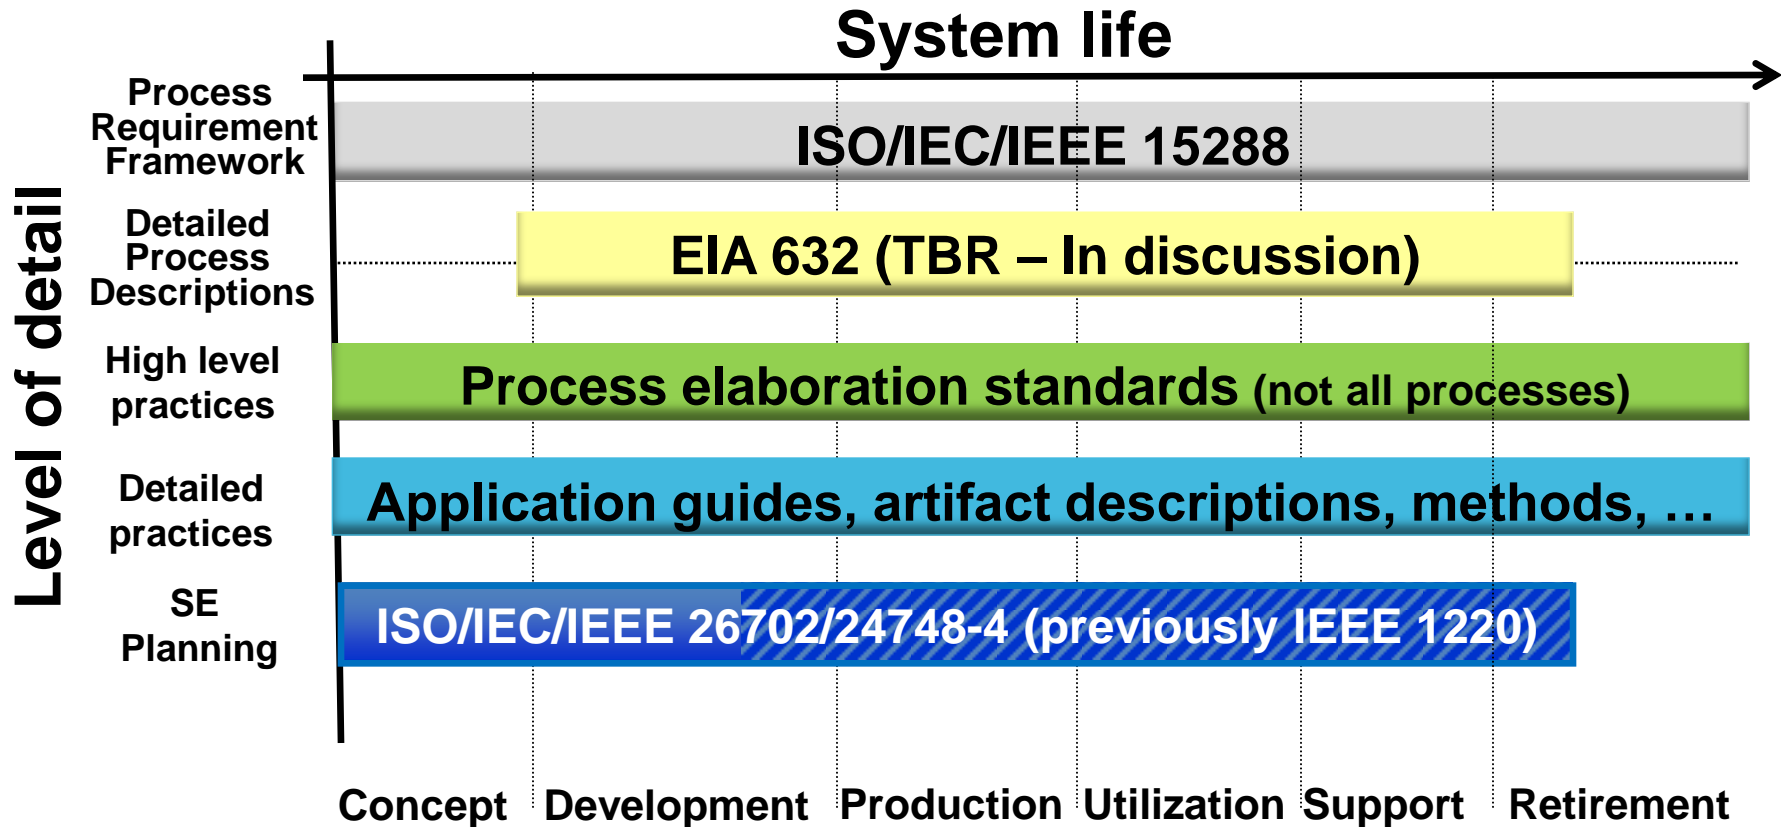 System life
Level of detail
Process
Requirement
Framework
ISO/IEC/IEEE 15288
Detailed
Process
Descriptions
EIA 632 (TBR – In discussion)
High level
practices
Process elaboration standards (not all processes)
Detailed
practices
Application guides, artifact descriptions, methods, …
SE
Planning
ISO/IEC/IEEE 26702/24748-4 (previously IEEE 1220)
Concept Development Production Utilization Support Retirement